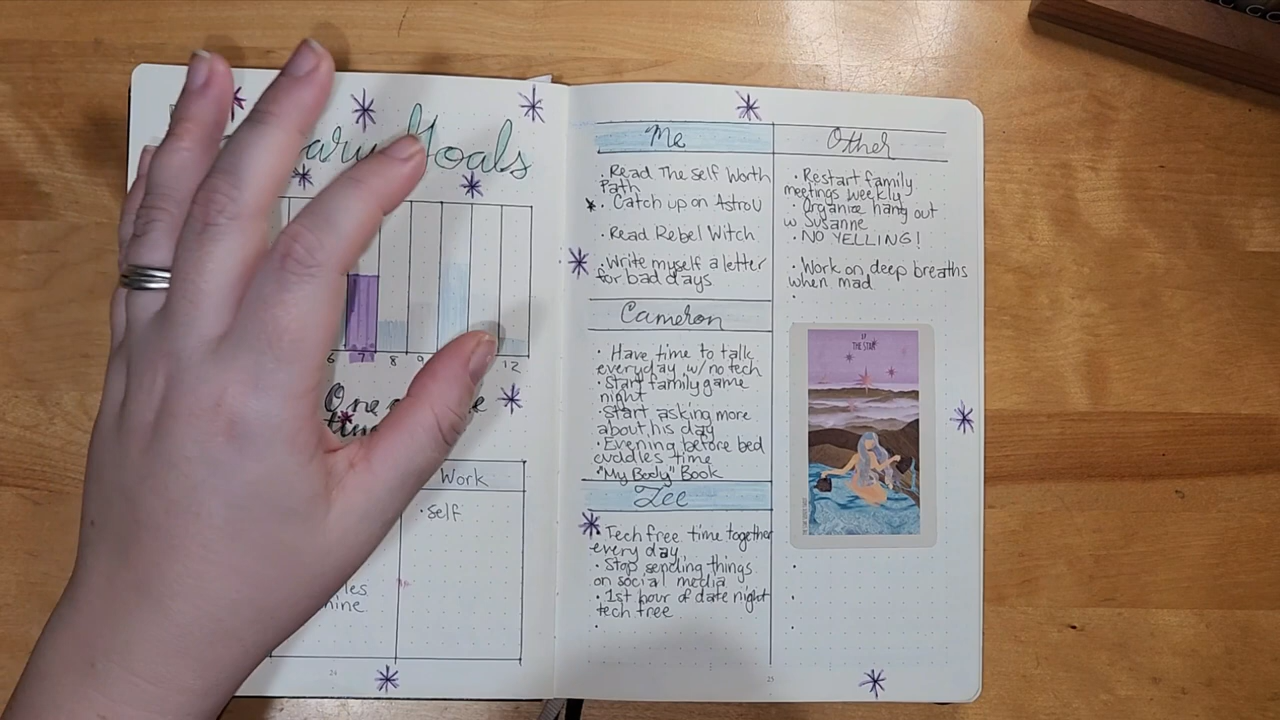 Goals
6 7 8 9 12
One
Work
• Self
24
Me
• Read The Self Worth
Path
• Catch up on AstroU
• Read Rebel Witch
• Write myself a letter
for bad days
Cameron
• Have time to talk
everyday w/ no tech
• Start family game
night
• Start asking more
about his day
• Evening before bed
cuddles time
• "My Body" Book
Zee
• Tech free time together
every day
• Stop sending things
on social media
• 1st hour of date night
tech free
25
Other
• Restart family
meetings weekly
• Organize hang out
w Susanne
• NO YELLING!
• Work on deep breaths
when mad
THE STAR